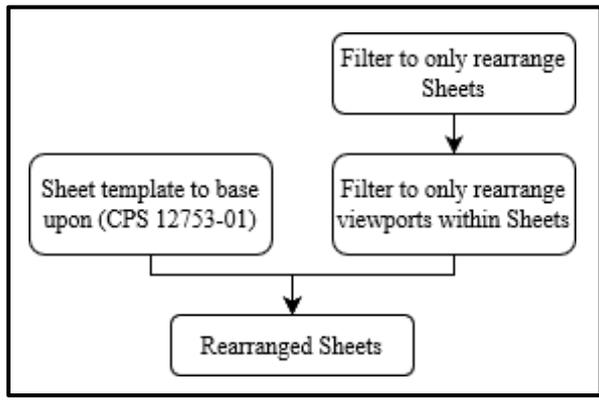 Filter to only rearrange
Sheets
Sheet template to base
upon (CPS 12753-01)
Filter to only rearrange
viewports within Sheets
Rearranged Sheets